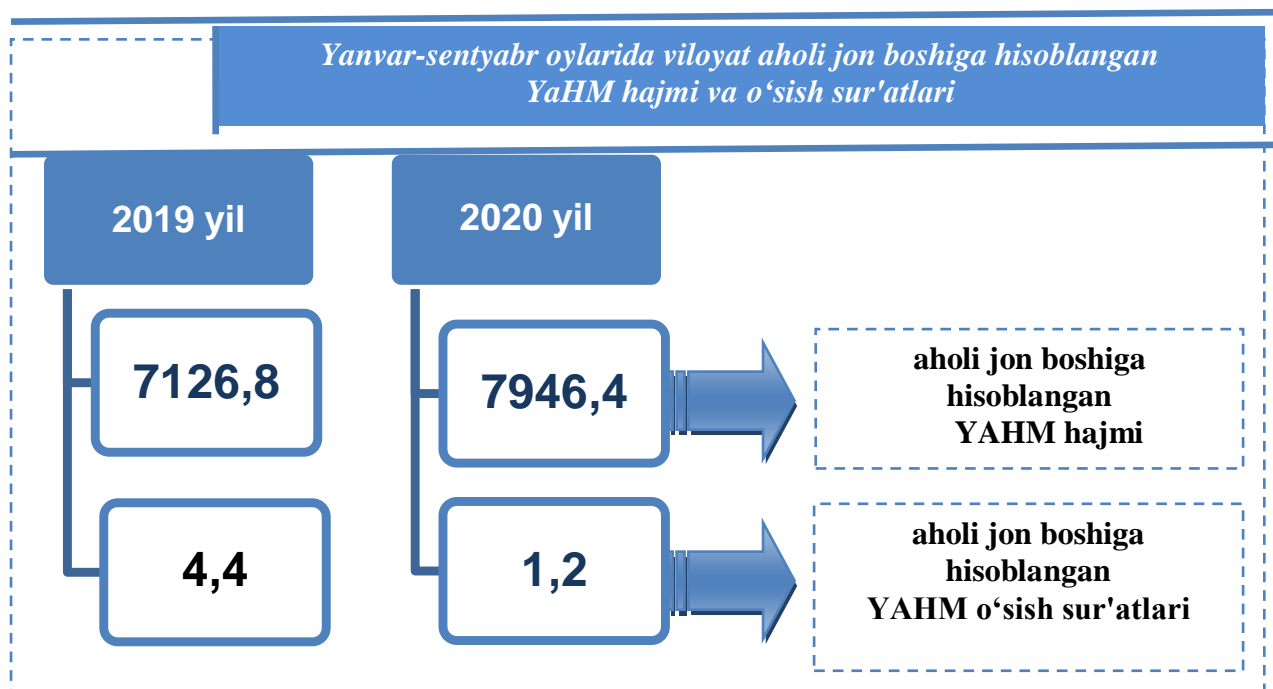 Yanvar-sentyabr oylarida viloyat aholi jon boshiga hisoblangan
YaHM hajmi va o‘sish sur'atlari
2019 yil
2020 yil
7126,8
7946,4
aholi jon boshiga
hisoblangan
YAHM hajmi
4,4
1,2
aholi jon boshiga
hisoblangan
YAHM o‘sish sur'atlari